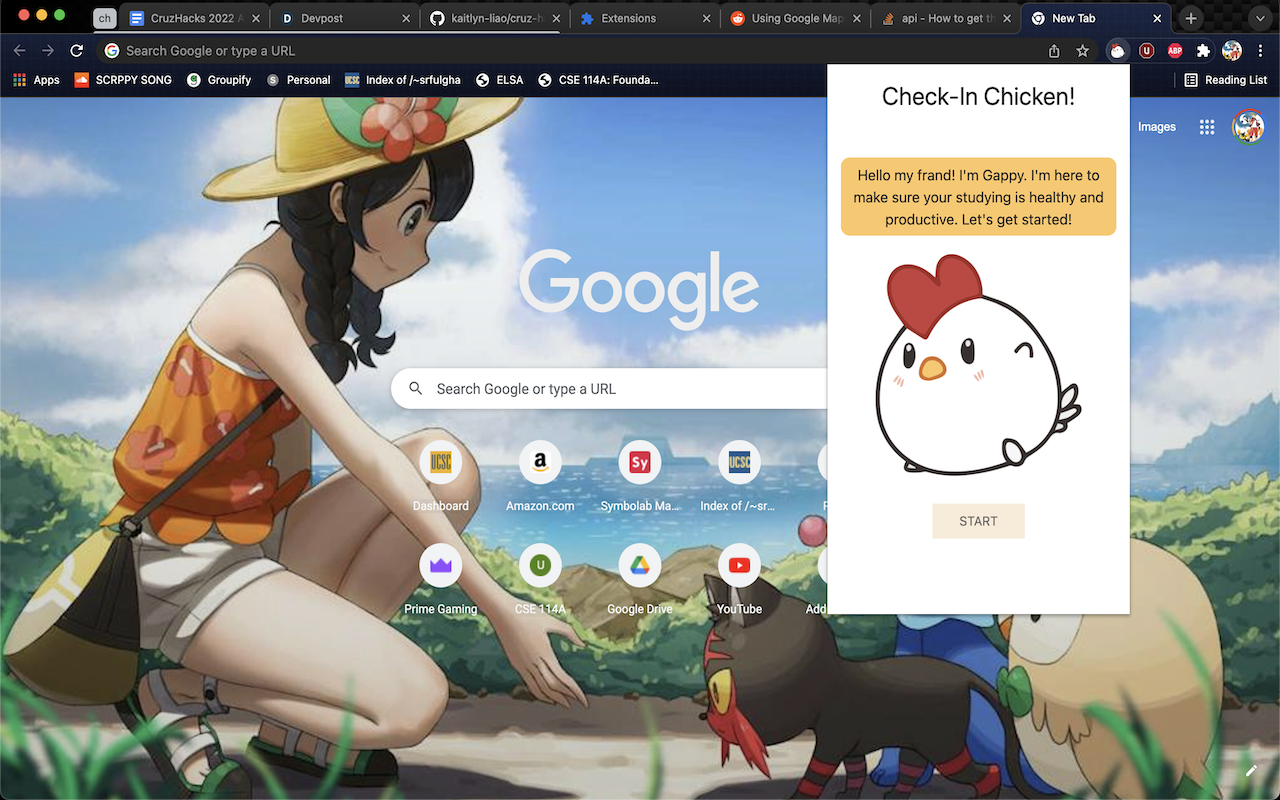 ch
CruzHacks 2022 A
Devpost
kaitlyn-liao/cruz-h
Extensions
Using Google Map
api - How to get th
New Tab
Search Google or type a URL
ABP
Apps
SCRPPY SONG
Groupify
S Personal
UCSC Index of /~srfulgha
ELSA
CSE 114A: Founda...
Reading List
Check-In Chicken!
Images
Hello my frand! I'm Gappy. I'm here to
make sure your studying is healthy and
productive. Let's get started!
Google
Search Google or type a URL
UCSC
a
Sy
UCSC
Dashboard
Amazon.com
Symbolab Ma...
Index of /~sr...
START
U
Prime Gaming
CSE 114A
Google Drive
YouTube
Add